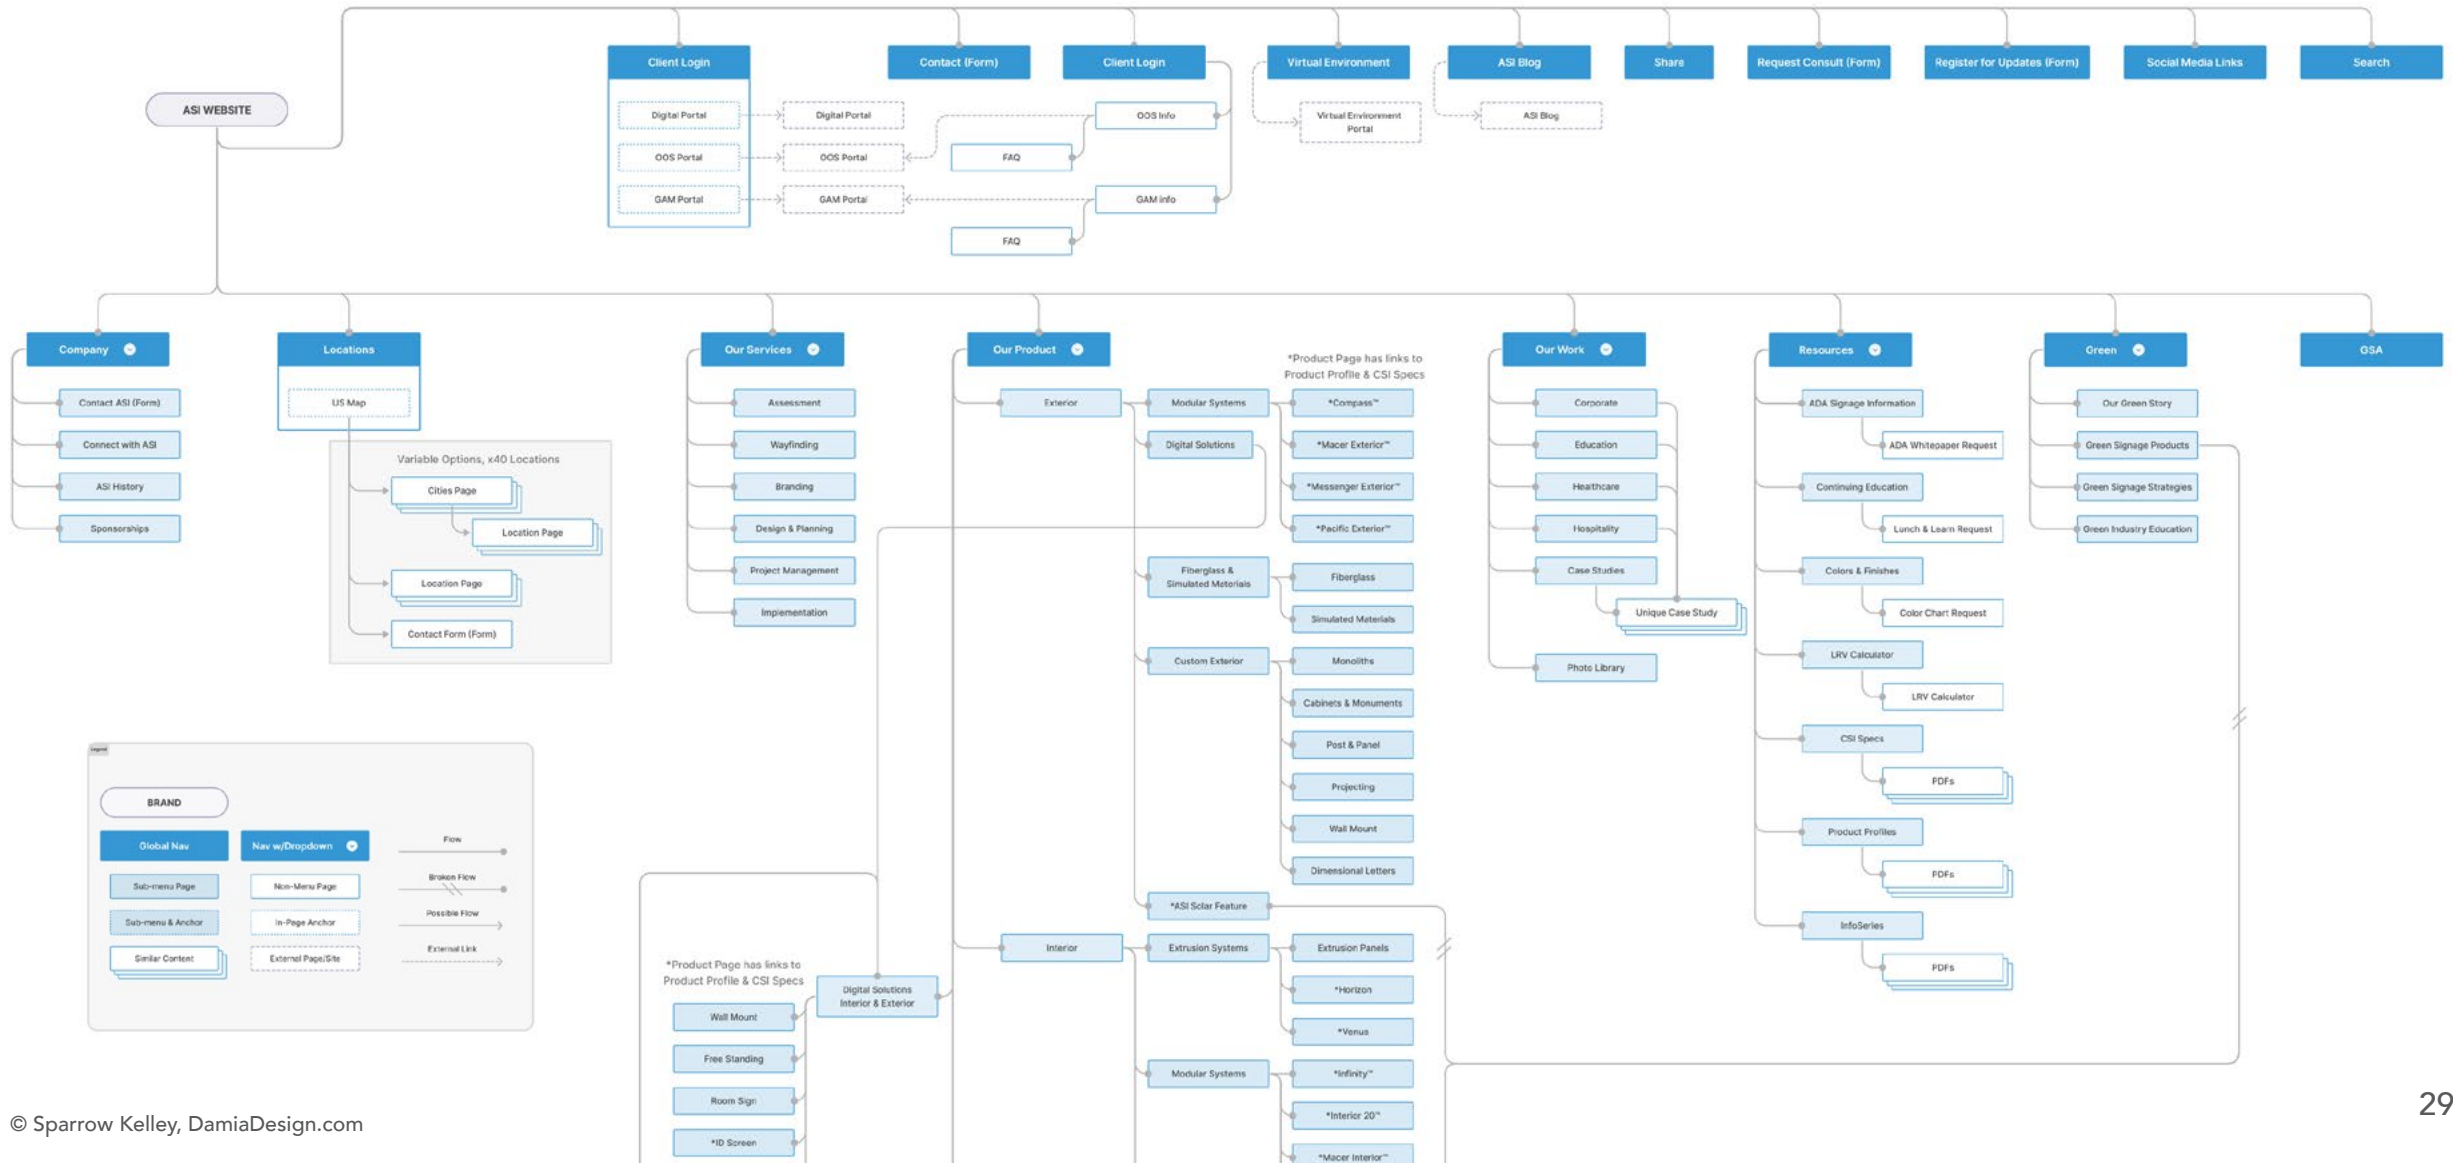 Client Login
Contact (Form)
Client Login
Virtual Environment
ASI Blog
Share
Request Consult (Form)
Register for Updates (Form)
Social Media Links
Search
ASI WEBSITE
Digital Portal
Digital Portal
OOS Info
Virtual Environment
Portal
ASI Blog
OOS Portal
OOS Portal
FAQ
GAM Portal
GAM Portal
GAM info
FAQ
Company
Locations
Our Services
Our Product
Our Work
Resources
Green
GSA
Contact ASI (Form)
Connect with ASI
ASI History
Sponsorships
US Map
Variable Options, x40 Locations
Cities Page
Location Page
Location Page
Contact Form (Form)
Assessment
Wayfinding
Branding
Design & Planning
Project Management
Implementation
*Product Page has links to
Product Profile & CSI Specs
Exterior
Modular Systems
*Compass™
Digital Solutions
*Macer Exterior™
*Messenger Exterior™
*Pacific Exterior™
Fiberglass &
Simulated Materials
Fiberglass
Simulated Materials
Custom Exterior
Monoliths
Cabinets & Monuments
Post & Panel
Projecting
Wall Mount
Dimensional Letters
*ASI Solar Feature
Interior
Extrusion Systems
Extrusion Panels
*Horizon
*Venue
Modular Systems
*Infinity™
*Interior 20™
*Macer Interior™
Corporate
Education
Healthcare
Hospitality
Case Studies
Unique Case Study
Photo Library
ADA Signage Information
ADA Whitepaper Request
Continuing Education
Lunch & Learn Request
Colors & Finishes
Color Chart Request
LRV Calculator
LRV Calculator
CSI Specs
PDFs
Product Profiles
PDFs
InfoSeries
PDFs
Our Green Story
Green Signage Products
Green Signage Strategies
Green Industry Education
Legend
BRAND
Global Nav
Nav w/Dropdown
Flow
Sub-menu Page
Non-Menu Page
Broken Flow
Sub-menu & Anchor
In-Page Anchor
Possible Flow
Similar Content
External Page/Site
External Link
*Product Page has links to
Product Profile & CSI Specs
Digital Solutions
Interior & Exterior
Wall Mount
Free Standing
Room Sign
*ID Screen
© Sparrow Kelley, DamiaDesign.com
29